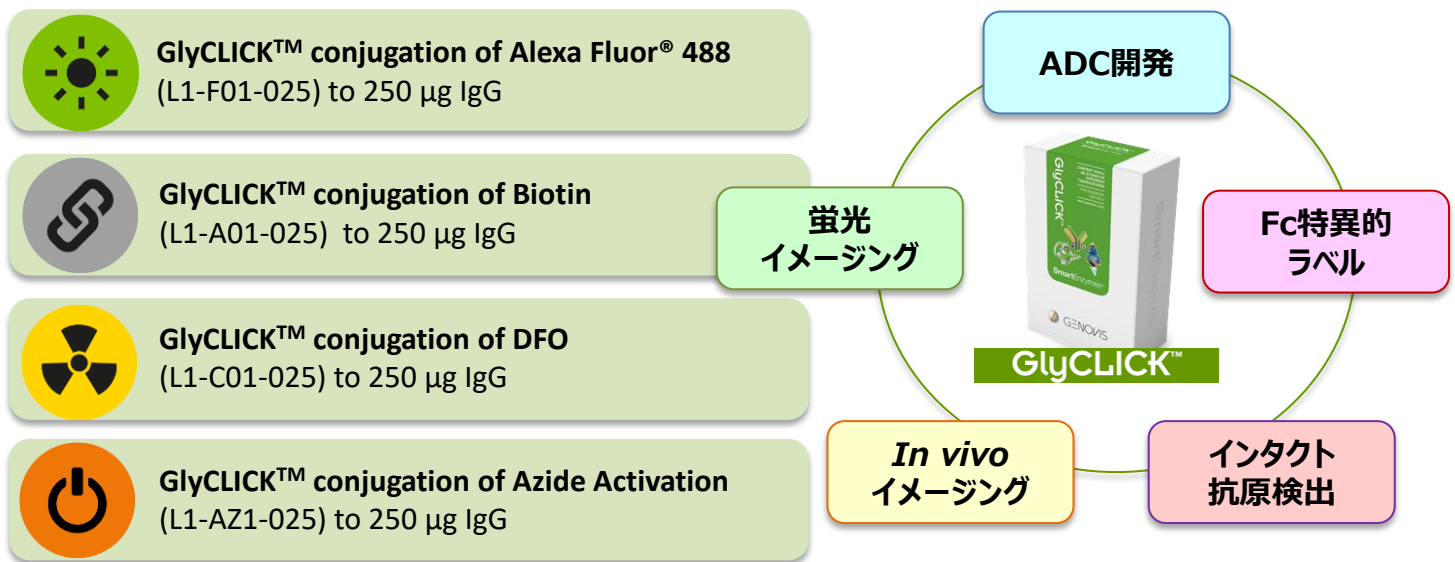 GlyCLICK™ conjugation of Alexa Fluor® 488
(L1-F01-025) to 250 µg IgG
GlyCLICK™ conjugation of Biotin
(L1-A01-025) to 250 µg IgG
GlyCLICK™ conjugation of DFO
(L1-C01-025) to 250 µg IgG
GlyCLICK™ conjugation of Azide Activation
(L1-AZ1-025) to 250 µg IgG
ADC開発
蛍光
イメージング
Fc特異的
ラベル
GlyCLICK
SmartEnzymes
GENOVIS
GlyCLICK™
In vivo
イメージング
インタクト
抗原検出